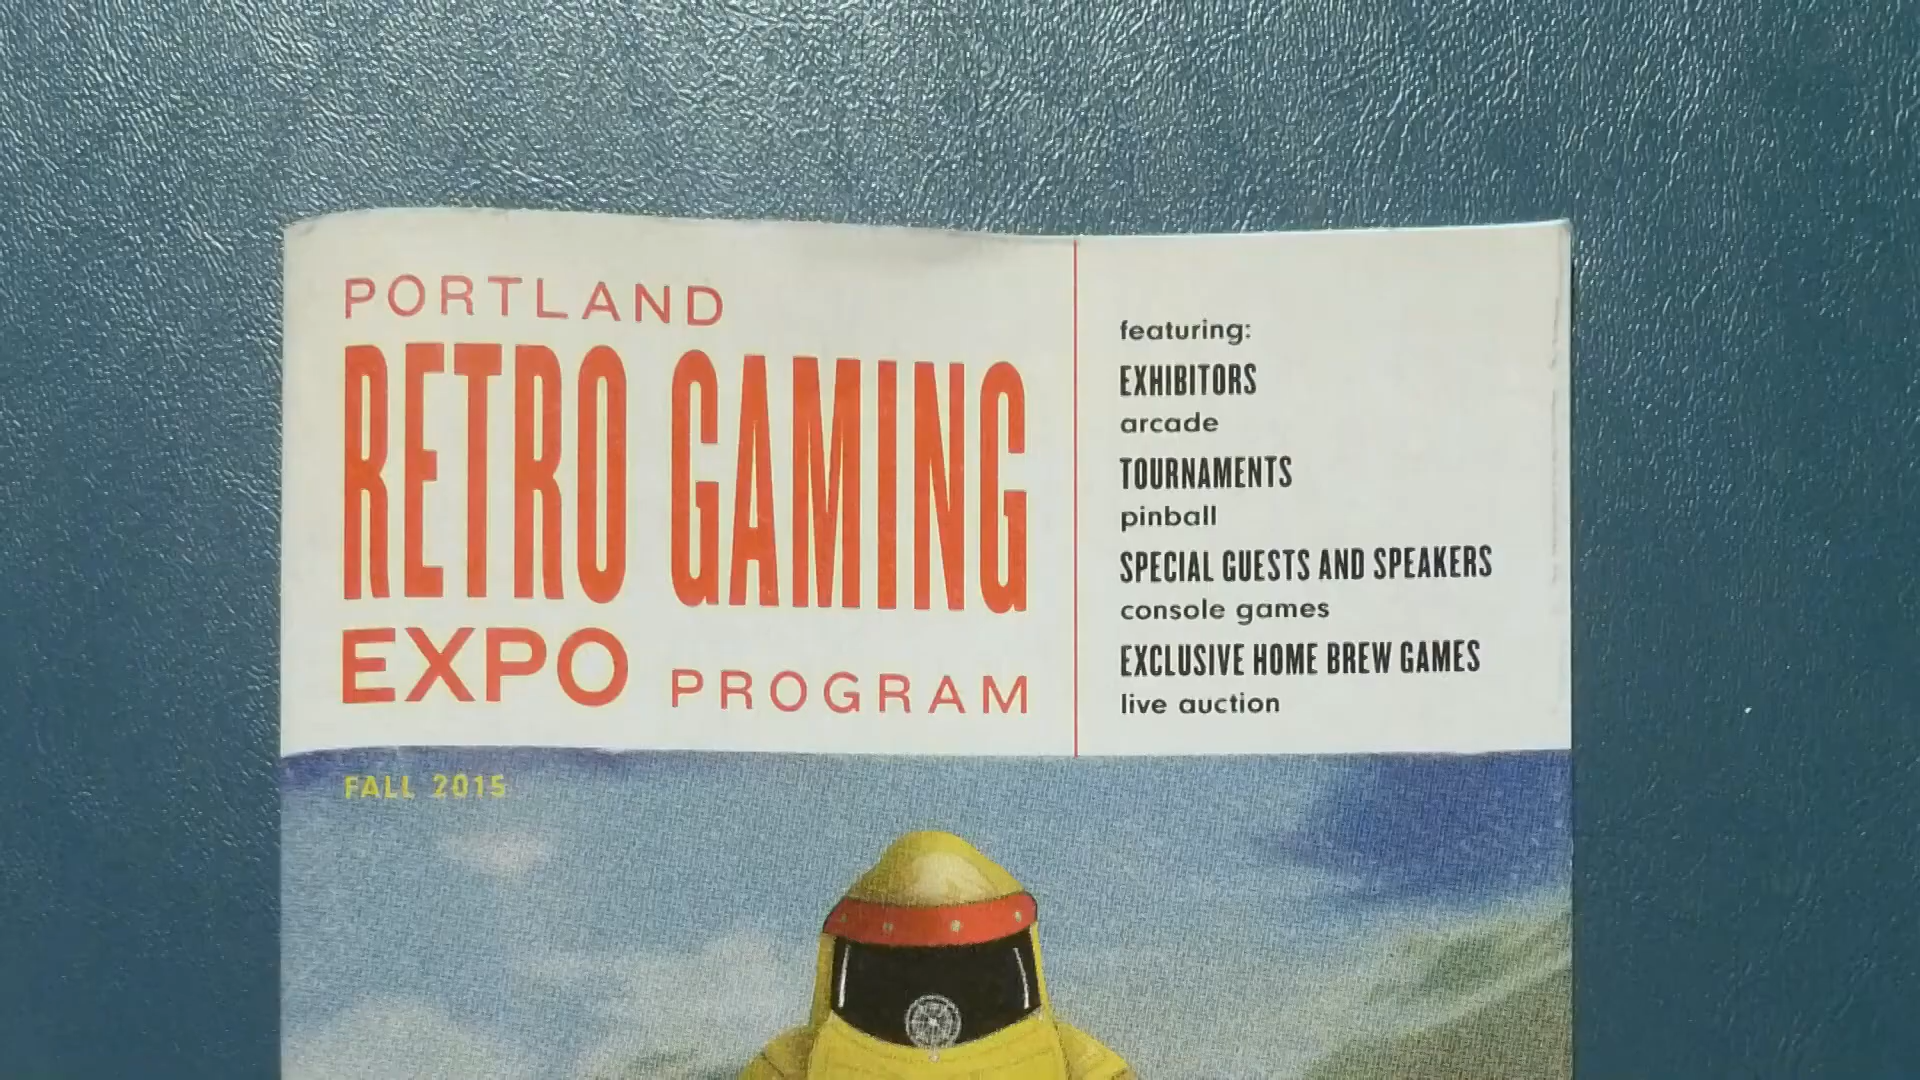 PORTLAND
RETRO GAMING
EXPO PROGRAM
featuring:
EXHIBITORS
arcade
TOURNAMENTS
pinball
SPECIAL GUESTS AND SPEAKERS
console games
EXCLUSIVE HOME BREW GAMES
live auction
FALL 2015